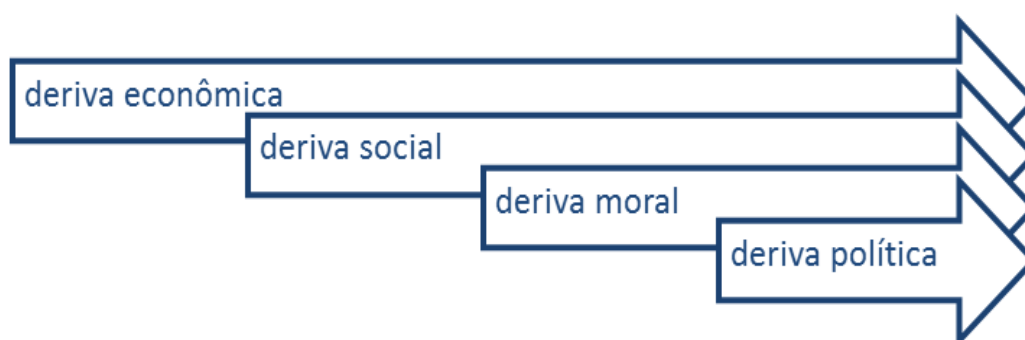 deriva econômica
deriva social
deriva moral
deriva política